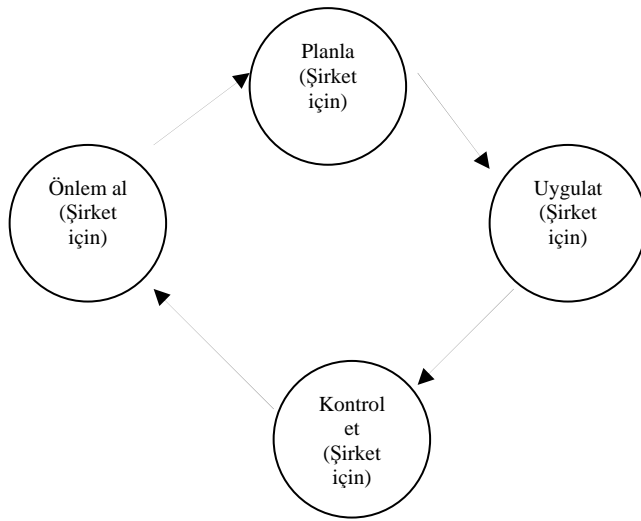 Planla
(Şirket
için)
Önlem al
(Şirket
için)
Uygulat
(Şirket
için)
Kontrol
et
(Şirket
için)